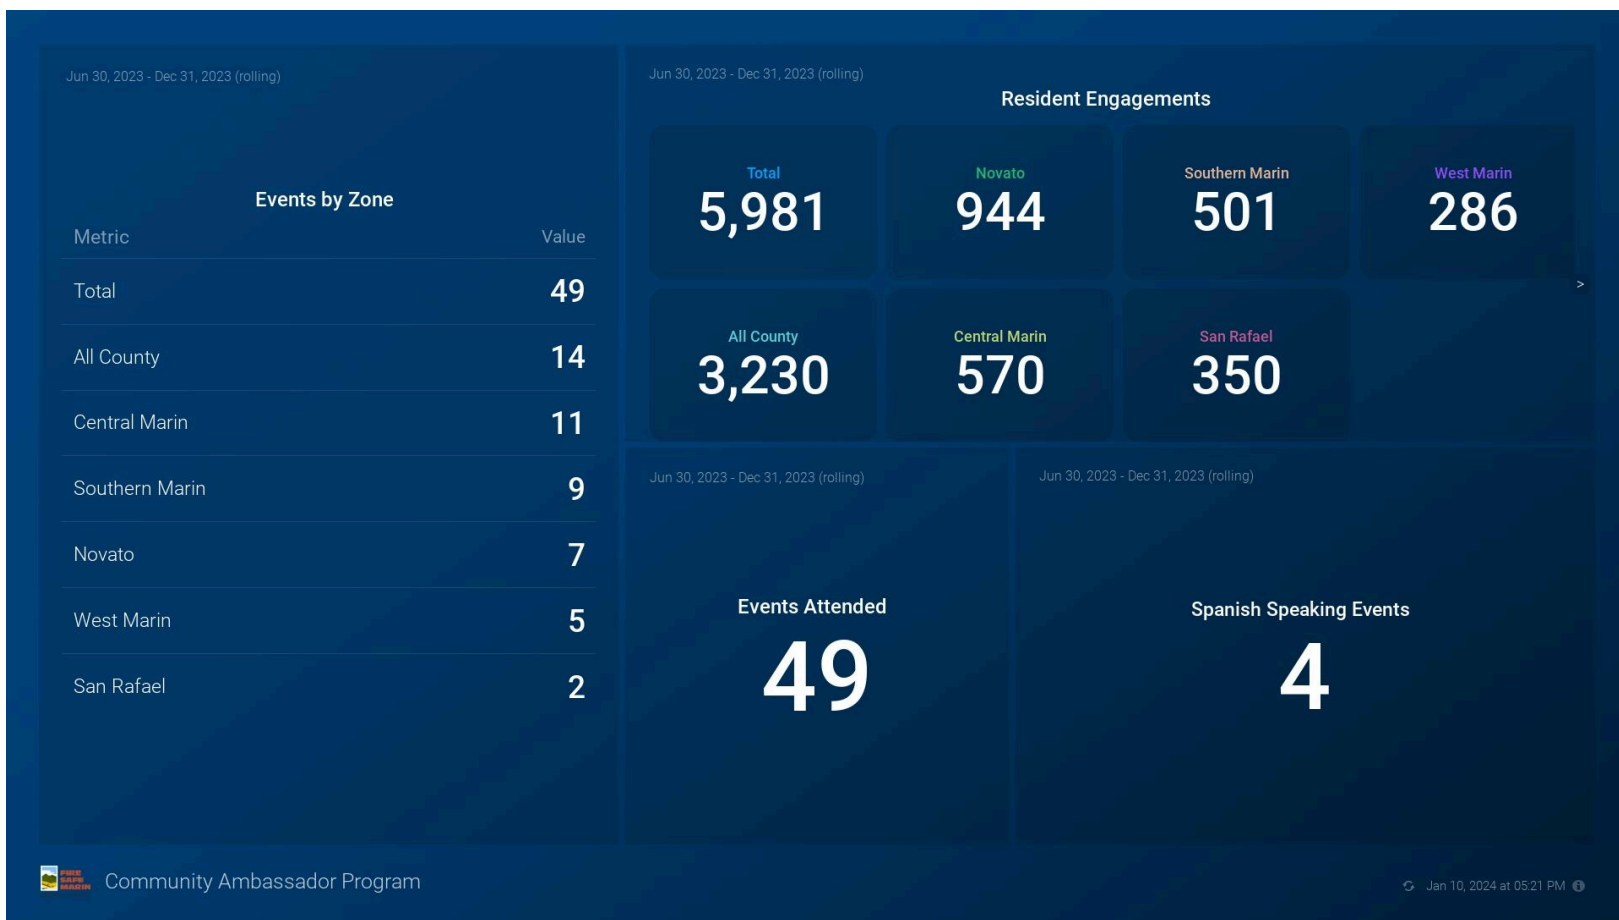 Jun 30, 2023 - Dec 31, 2023 (rolling)
Events by Zone
Metric Value
Total 49
All County 14
Central Marin 11
Southern Marin 9
Novato 7
West Marin 5
San Rafael 2
Jun 30, 2023 - Dec 31, 2023 (rolling)
Resident Engagements
Total Novato Southern Marin West Marin
5,981 944 501 286
>
All County Central Marin San Rafael
3,230 570 350
Jun 30, 2023 - Dec 31, 2023 (rolling)
Events Attended
49
Jun 30, 2023 - Dec 31, 2023 (rolling)
Spanish Speaking Events
4
FIRE
SAFE
MARIN
Community Ambassador Program
Jan 10, 2024 at 05:21 PM